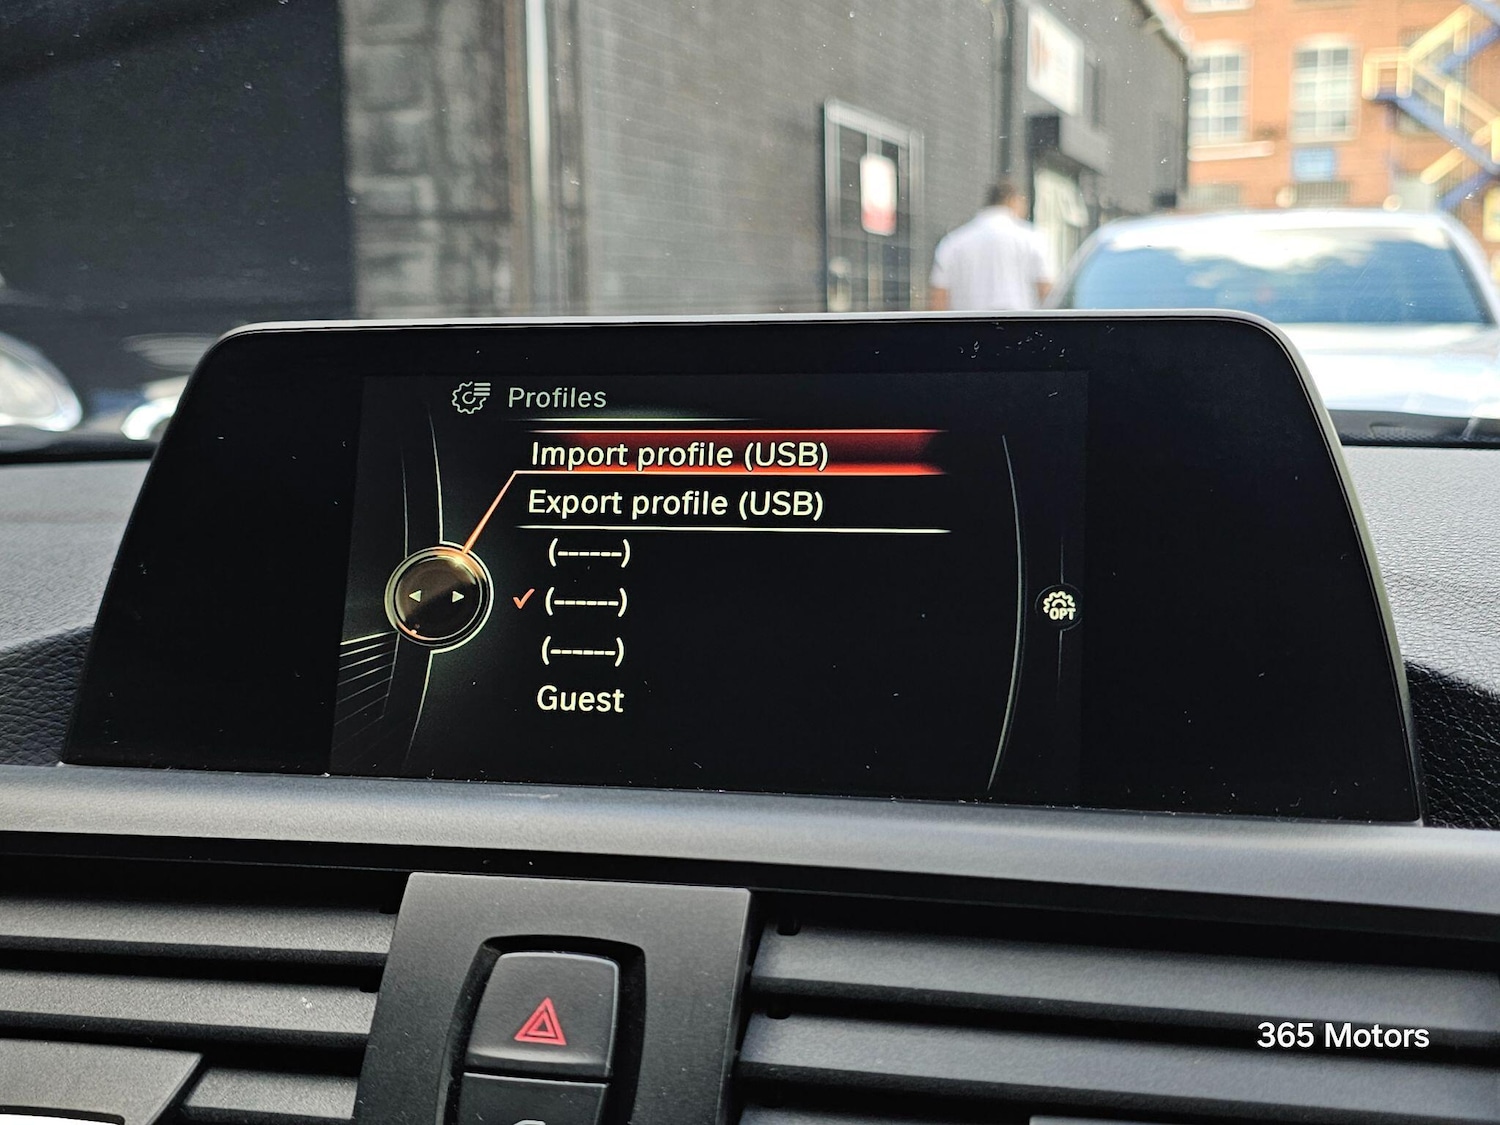 Profiles
Import profile (USB)
Export profile (USB)
(------)
✓ (------)
(------)
Guest
OPT
365 Motors